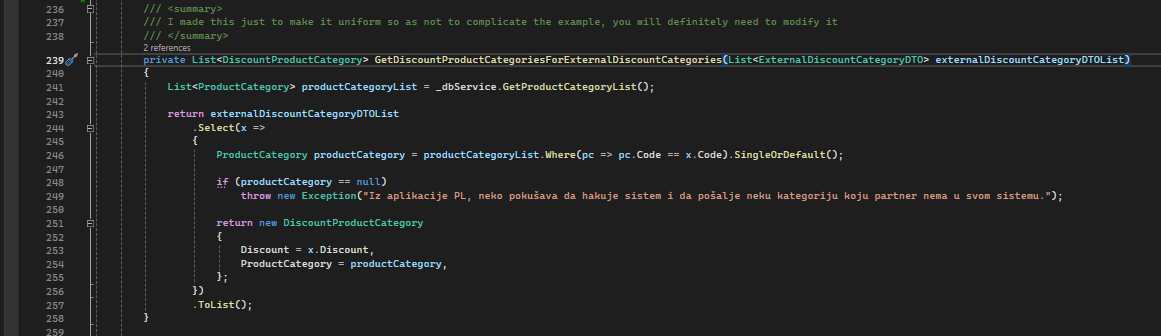 236 /// <summary>
237 /// I made this just to make it uniform so as not to complicate the example, you will definitely need to modify it
238 /// </summary>
2 references
239 private List<DiscountProductCategory> GetDiscountProductCategoriesForExternalDiscountCategories(List<ExternalDiscountCategoryDTO> externalDiscountCategoryDTOList)
240 {
241 List<ProductCategory> productCategoryList = _dbService.GetProductCategoryList();
242
243 return externalDiscountCategoryDTOList
244 .Select(x =>
245 {
246 ProductCategory productCategory = productCategoryList.Where(pc => pc.Code == x.Code).SingleOrDefault();
247
248 if (productCategory == null)
249 throw new Exception("Iz aplikacije PL, neko pokušava da hakuje sistem i da pošalje neku kategoriju koju partner nema u svom sistemu.");
250
251 return new DiscountProductCategory
252 {
253 Discount = x.Discount,
254 ProductCategory = productCategory,
255 };
256 })
257 .ToList();
258 }
259